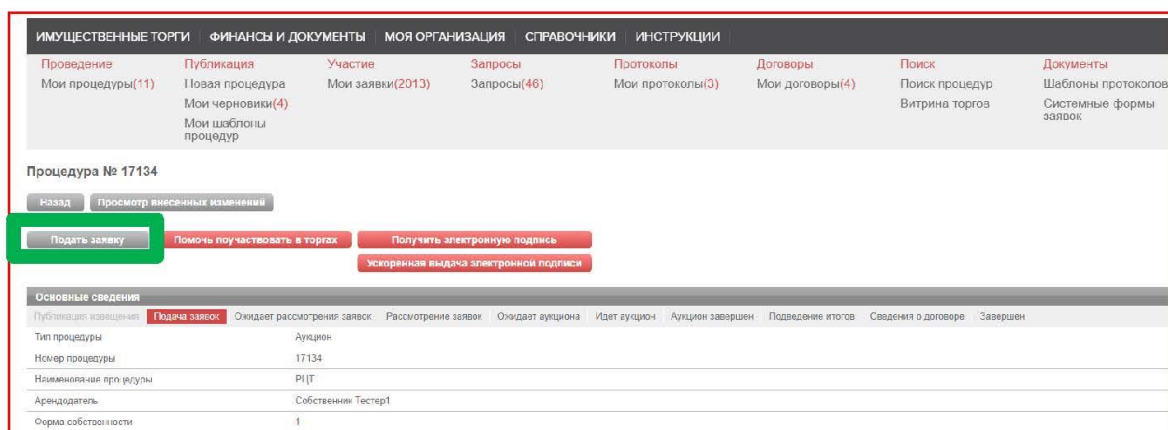 ИМУЩЕСТВЕННЫЕ ТОРГИ ФИНАНСЫ И ДОКУМЕНТЫ МОЯ ОРГАНИЗАЦИЯ СПРАВОЧНИКИ ИНСТРУКЦИИ
Проведение Публикация Участие Запросы Протоколы Договоры Поиск Документы
Мои процедуры(11) Новая процедура Мои заявки(2013) Запросы(46) Мои протоколы(3) Мои договоры(4) Поиск процедур Шаблоны протоколов
Мои черновики(4) Витрина торгов Системные формы
Мои шаблоны заявок
процедур
Процедура № 17134
Назад Просмотр внесенных изменений
Подать заявку Помочь поучаствовать в торгах Получить электронную подпись
Ускоренная выдача электронной подписи
Основные сведения
Публикация извещения Подача заявок Ожидает рассмотрения заявок Рассмотрение заявок Ожидает аукциона Идет аукцион Аукцион завершен Подведение итогов Сведения о договоре Завершен
Тип процедуры Аукцион
Номер процедуры 17134
Наименование процедуры РЦТ
Арендодатель Собственник Тестер1
Форма собственности 1